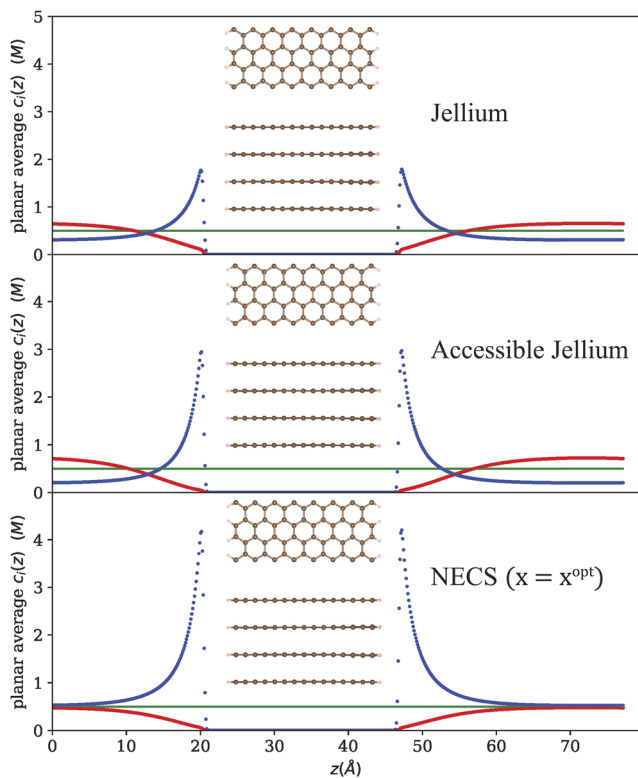 5
4
3
2
1
0
planar average c_i(z) (M)
Jellium
4
3
2
1
0
planar average c_i(z) (M)
Accessible Jellium
4
3
2
1
0
planar average c_i(z) (M)
NECS (x = x^opt)
0 10 20 30 40 50 60 70
z(Å)